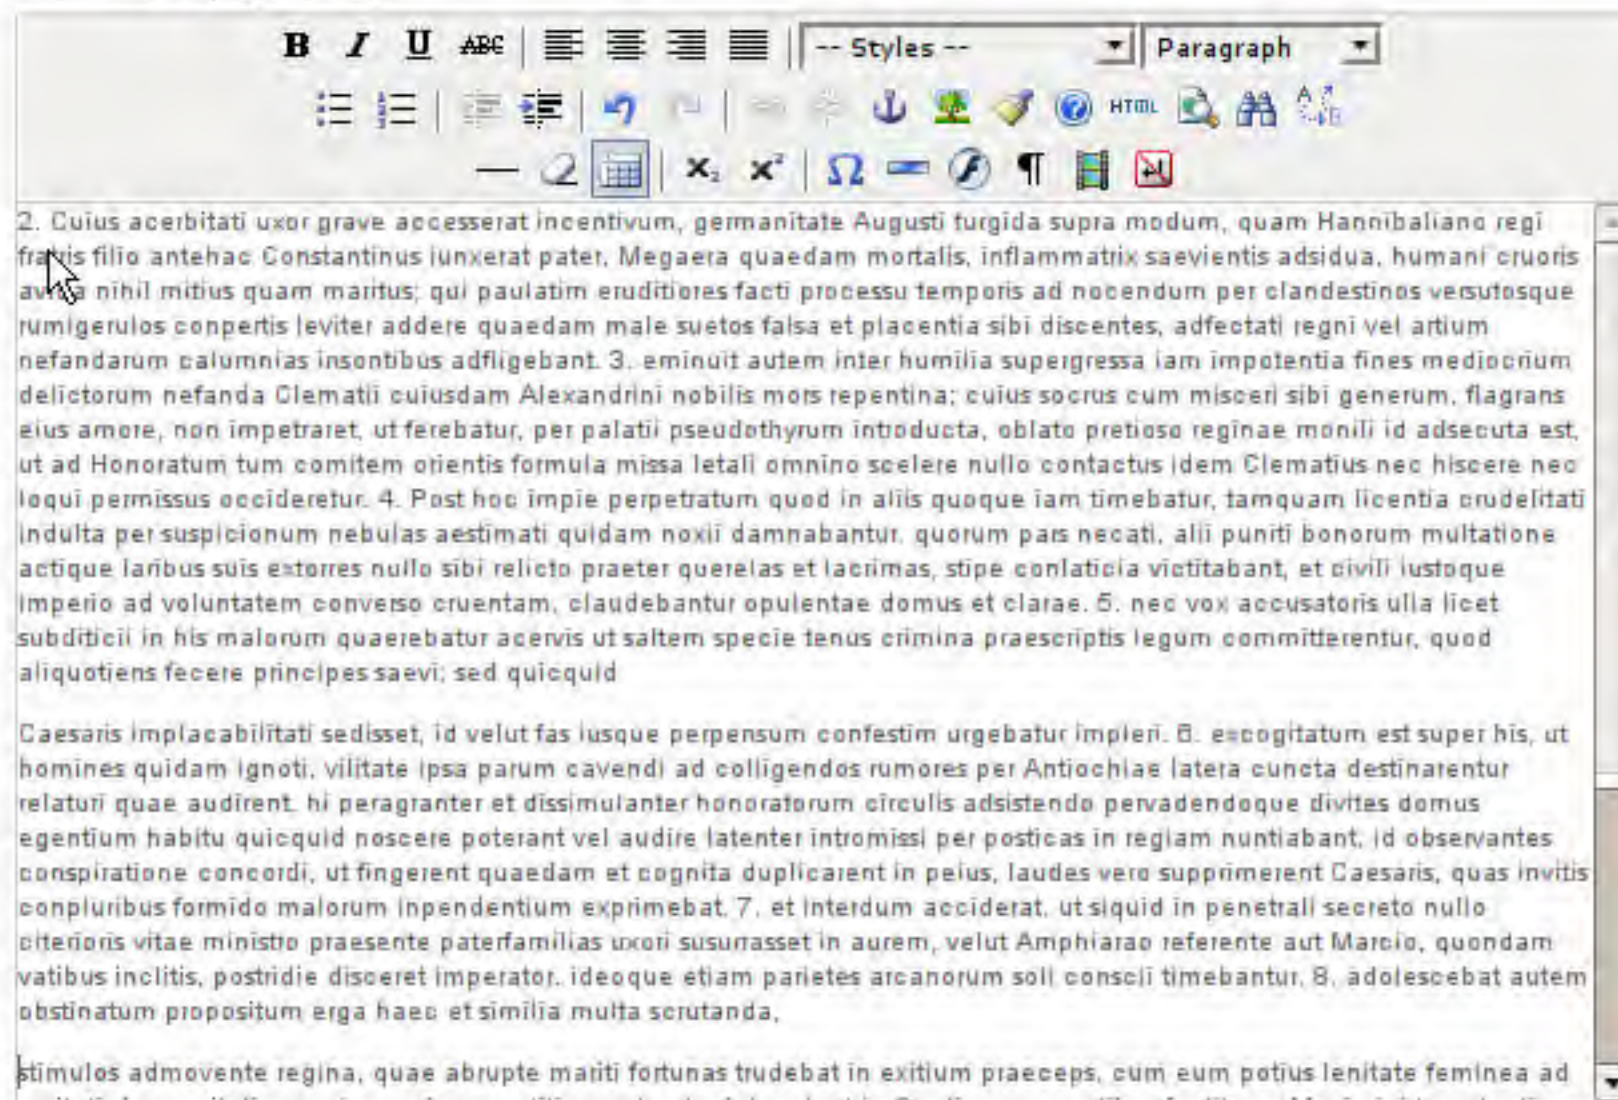 B I U ABC -- Styles -- Paragraph
HTML A B
x₂ x² Ω f ¶
2. Cuius acerbitati uxor grave accesserat incentivum, germanitate Augusti turgida supra modum, quam Hannibaliano regi
fratris filio antehac Constantinus iunxerat pater, Megaera quaedam mortalis, inflammatrix saevientis adsidua, humani cruoris
avida nihil mitius quam maritus; qui paulatim eruditiores facti processu temporis ad nocendum per clandestinos versutosque
rumigerulos conpertis leviter addere quaedam male suetos falsa et placentia sibi discentes, adfectati regni vel artium
nefandarum calumnias insontibus adfligebant. 3. eminuit autem inter humilia supergressa iam impotentia fines mediocrium
delictorum nefanda Clematii cuiusdam Alexandrini nobilis mors repentina; cuius socrus cum misceri sibi generum, flagrans
eius amore, non impetraret, ut ferebatur, per palatii pseudothyrum introducta, oblato pretioso reginae monili id adsecuta est,
ut ad Honoratum tum comitem orientis formula missa letali omnino scelere nullo contactus idem Clematius nec hiscere nec
loqui permissus occideretur. 4. Post hoc impie perpetratum quod in aliis quoque iam timebatur, tamquam licentia crudelitati
indulta per suspicionum nebulas aestimati quidam noxii damnabantur. quorum pars necati, alii puniti bonorum multatione
actique laribus suis extorres nullo sibi relicto praeter querelas et lacrimas, stipe conlaticia victitabant, et civili iustoque
imperio ad voluntatem converso cruentam, claudebantur opulentae domus et clarae. 5. nec vox accusatoris ulla licet
subditicii in his malorum quaerebatur acervis ut saltem specie tenus crimina praescriptis legum committerentur, quod
aliquotiens fecere principes saevi: sed quicquid
Caesaris implacabilitati sedisset, id velut fas iusque perpensum confestim urgebatur impleri. 6. excogitatum est super his, ut
homines quidam ignoti, vilitate ipsa parum cavendi ad colligendos rumores per Antiochiae latera cuncta destinarentur
relaturi quae audirent. hi peragranter et dissimulanter honoratorum circulis adsistendo pervadendoque divites domus
egentium habitu quicquid noscere poterant vel audire latenter intromissi per posticas in regiam nuntiabant, id observantes
conspiratione concordi, ut fingerent quaedam et cognita duplicarent in peius, laudes vero supprimerent Caesaris, quas invitis
conpluribus formido malorum inpendentium exprimebat. 7. et interdum acciderat, ut siquid in penetrali secreto nullo
citerioris vitae ministro praesente paterfamilias uxori susurrasset in aurem, velut Amphiarao referente aut Marcio, quondam
vatibus inclitis, postridie disceret imperator. ideoque etiam parietes arcanorum soli conscii timebantur. 8. adolescebat autem
obstinatum propositum erga haec et similia multa scrutanda,
stimulos admovente regina, quae abrupte mariti fortunas trudebat in exitium praeceps, cum eum potius lenitate feminea ad